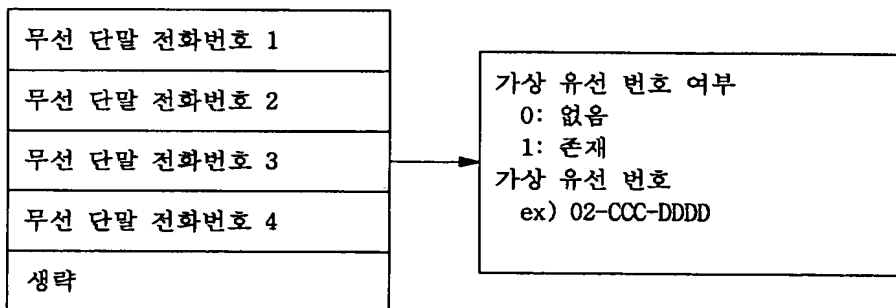 무선 단말 전화번호 1
무선 단말 전화번호 2
무선 단말 전화번호 3
무선 단말 전화번호 4
생략
가상 유선 번호 여부
0: 없음
1: 존재
가상 유선 번호
ex) 02-CCC-DDDD